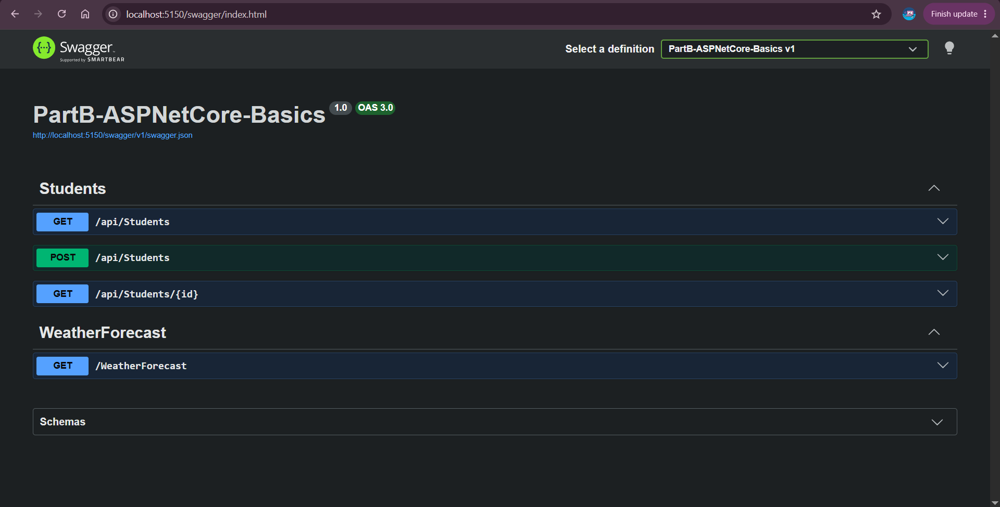 localhost:5150/swagger/index.html
Finish update
Swagger
Supported by SMARTBEAR
Select a definition
PartB-ASPNetCore-Basics v1
PartB-ASPNetCore-Basics 1.0 OAS 3.0
http://localhost:5150/swagger/v1/swagger.json
Students
GET /api/Students
POST /api/Students
GET /api/Students/{id}
WeatherForecast
GET /WeatherForecast
Schemas